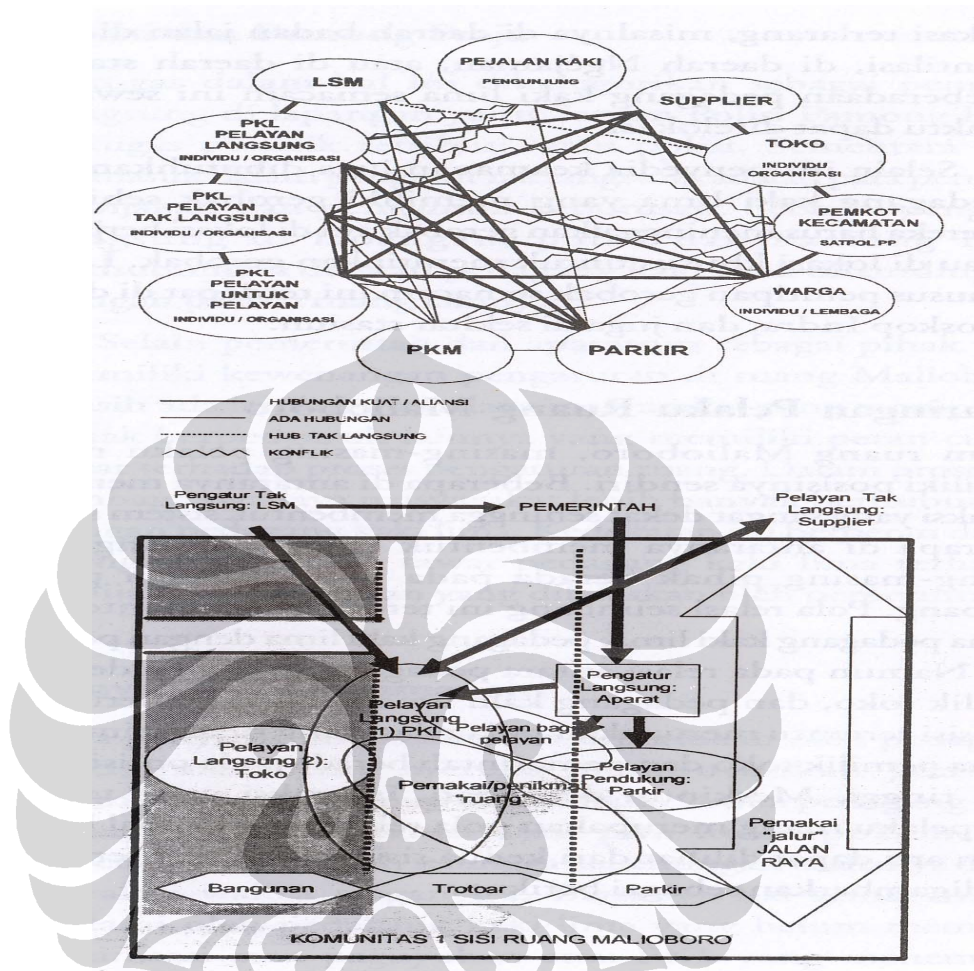 PEJALAN KAKI
PENGUNJUNG
LSM
SUPPLIER
PKL
PELAYAN
LANGSUNG
INDIVIDU / ORGANISASI
TOKO
INDIVIDU
ORGANISASI
PKL
PELAYAN
TAK LANGSUNG
INDIVIDU / ORGANISASI
PEMKOT
KECAMATAN
SATPOL PP
PKL
PELAYAN
UNTUK
PELAYAN
INDIVIDU / ORGANISASI
WARGA
INDIVIDU / LEMBAGA
PKM
PARKIR
HUBUNGAN KUAT / ALIANSI
ADA HUBUNGAN
HUB. TAK LANGSUNG
KONFLIK
Pengatur Tak
Langsung: LSM
PEMERINTAH
Pelayan Tak
Langsung:
Supplier
Pengatur
Langsung:
Aparat
Pelayan
Langsung
1) PKL
Pelayan bagi
pelayan
Pelayan
Langsung 2):
Toko
Pelayan
Pendukung:
Parkir
Pemakai/penikmat
"ruang"
Pemakai
"jalur"
JALAN
RAYA
Bangunan
Trotoar
Parkir
KOMUNITAS 1 SISI RUANG MALIOBORO